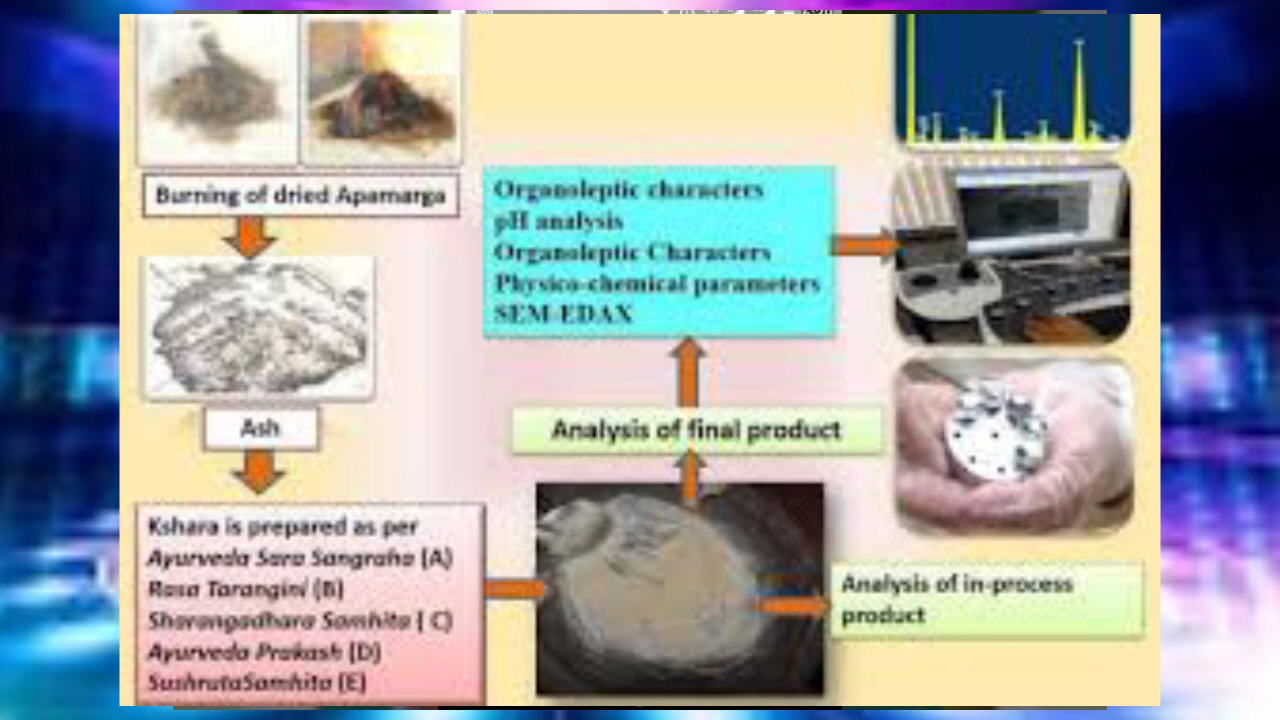 Burning of dried Apamarga
Ash
Kshara is prepared as per
Ayurveda Sara Sangraha (A)
Rasa Tarangini (B)
Sharangadhara Samhita ( C)
Ayurveda Prakash (D)
SushrutaSamhita (E)
Organoleptic characters
pH analysis
Organoleptic Characters
Physico-chemical parameters
SEM-EDAX
Analysis of final product
Analysis of in-process
product